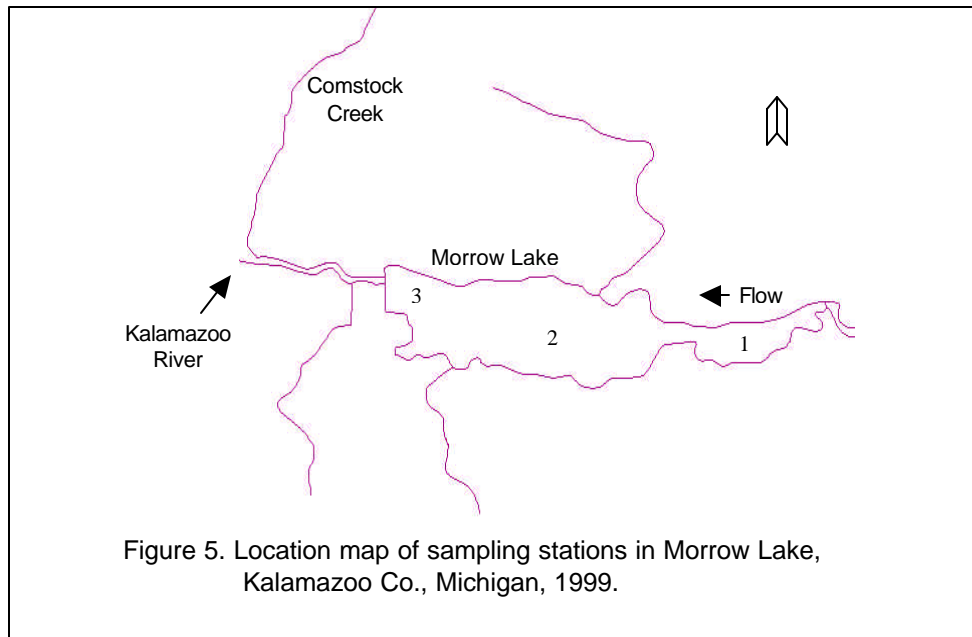 Comstock
Creek
Morrow Lake
3
Flow
Kalamazoo
River
2
1
Figure 5. Location map of sampling stations in Morrow Lake,
Kalamazoo Co., Michigan, 1999.